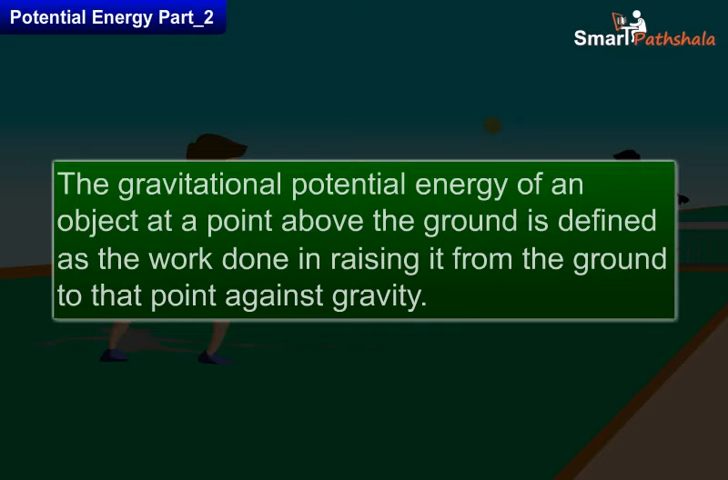 Potential Energy Part_2
SmartPathshala
The gravitational potential energy of an
object at a point above the ground is defined
as the work done in raising it from the ground
to that point against gravity.